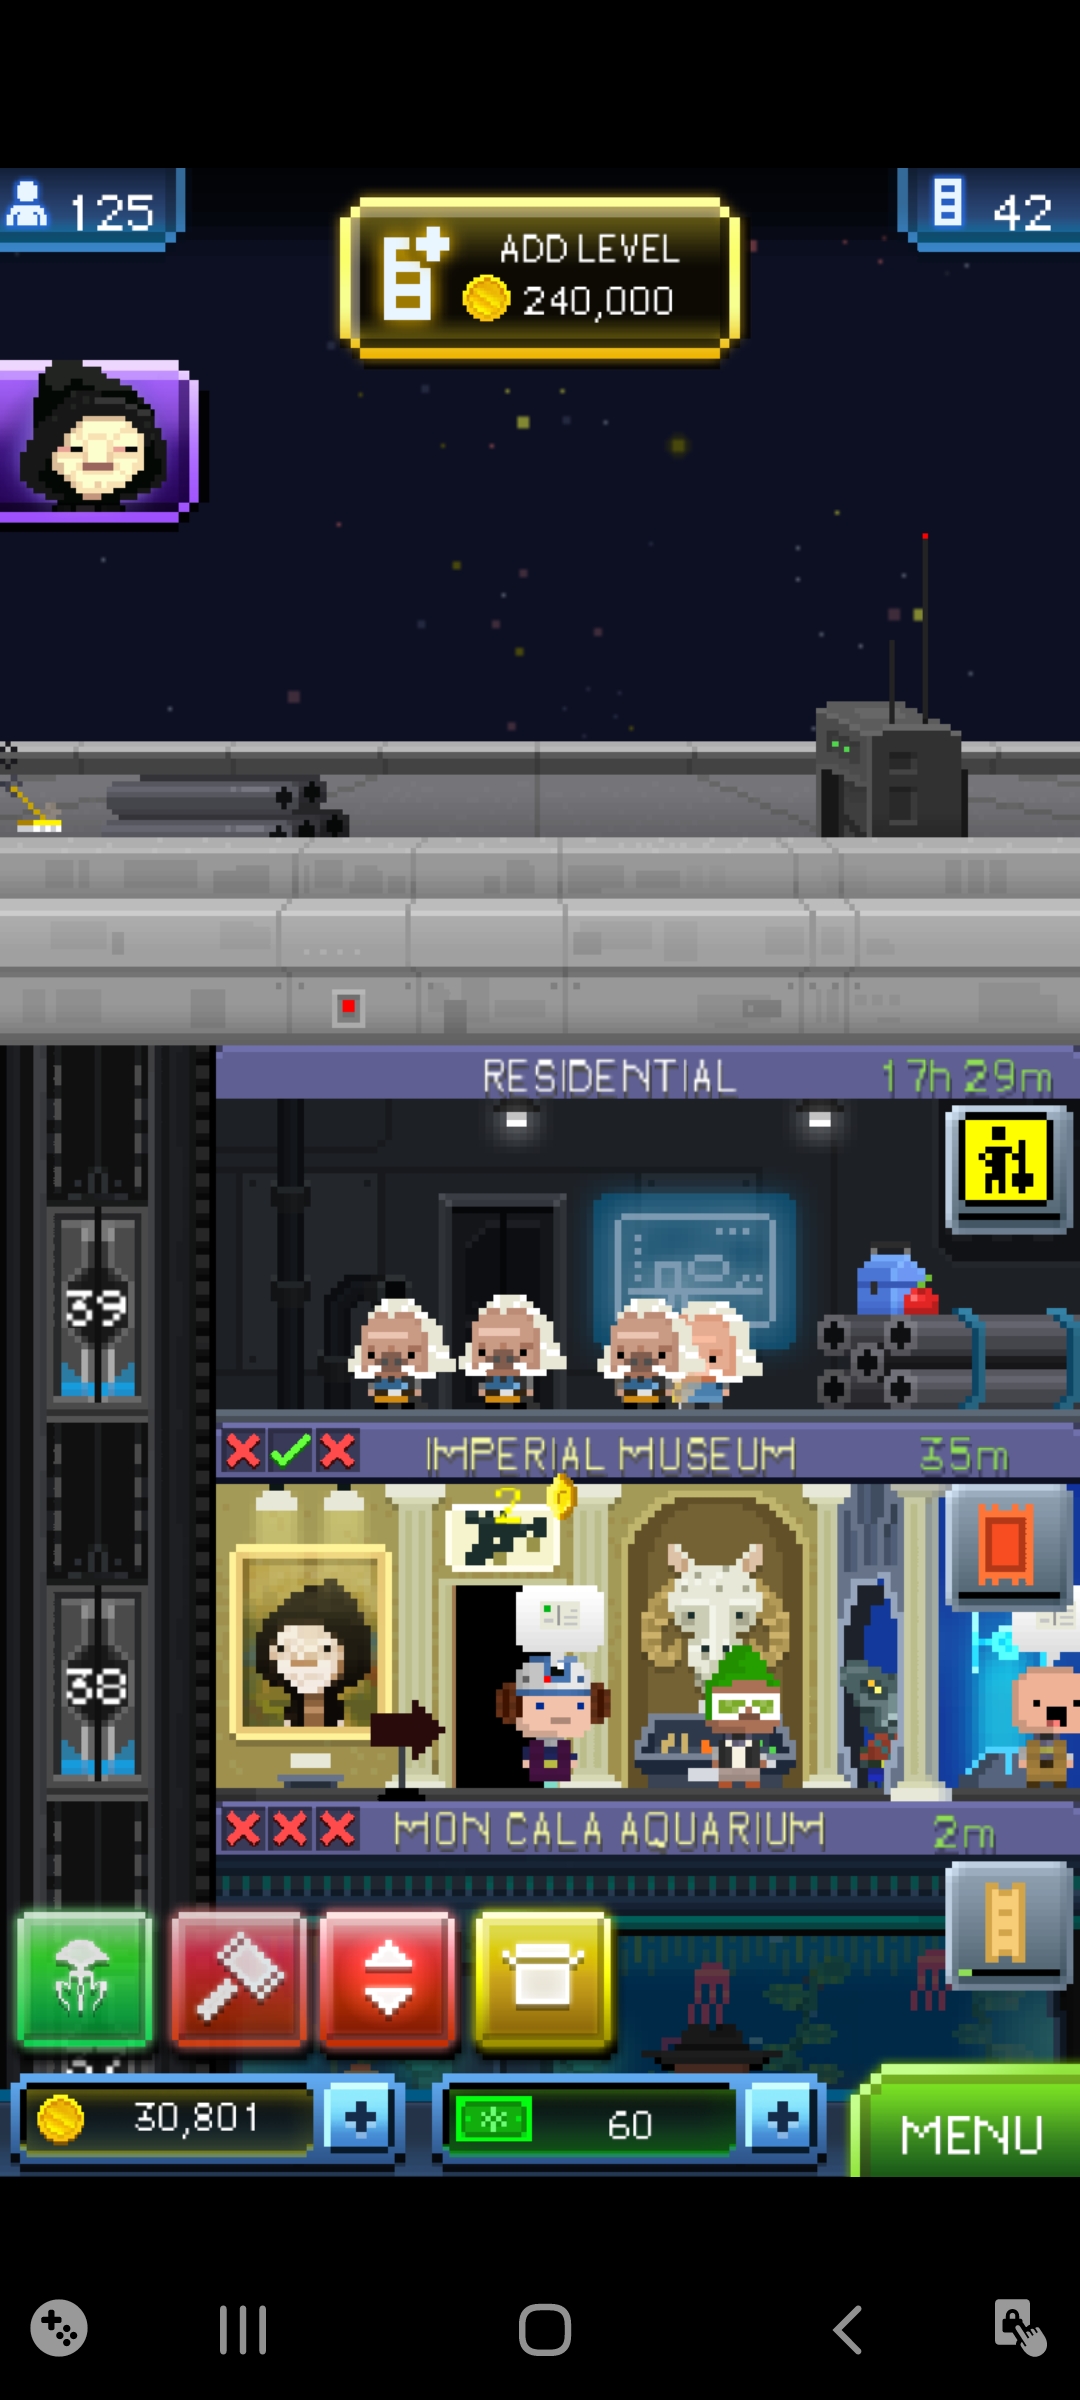 125
ADD LEVEL
240,000
42
RESIDENTIAL 17h 29m
39
IMPERIAL MUSEUM 35m
2
38
MON CALA AQUARIUM 2m
30,801
60
MENU